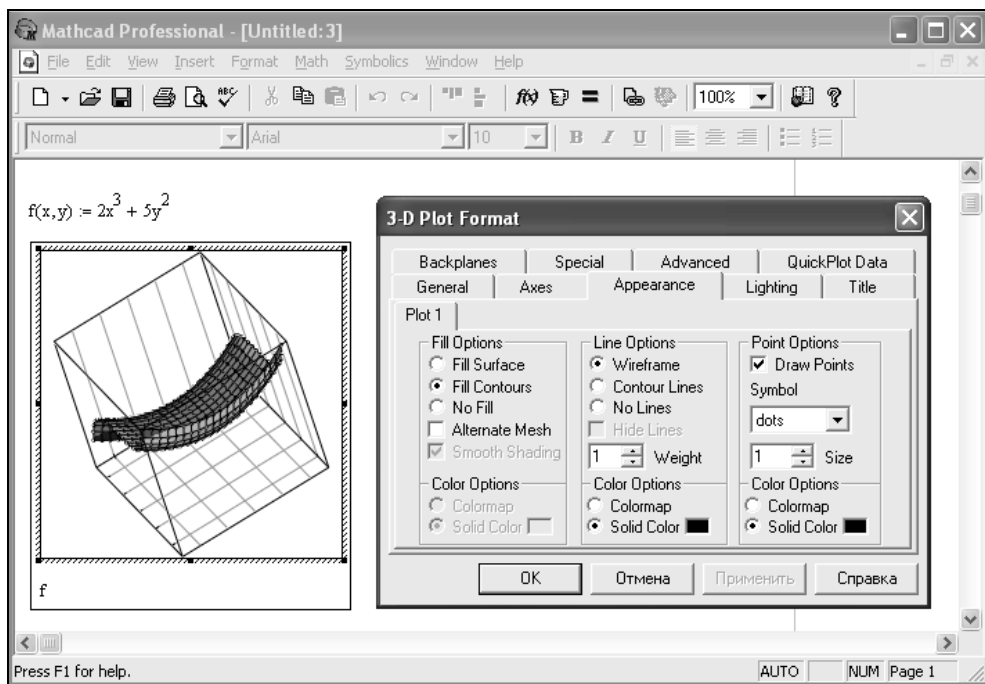 Mathcad Professional - [Untitled:3]
File Edit View Insert Format Math Symbolics Window Help
100%
Normal Arial 10 B I U
f(x,y) := 2x^3 + 5y^2
f
3-D Plot Format
Backplanes Special Advanced QuickPlot Data
General Axes Appearance Lighting Title
Plot 1
Fill Options Line Options Point Options
Fill Surface Wireframe Draw Points
Fill Contours Contour Lines Symbol
No Fill No Lines dots
Alternate Mesh Hide Lines
Smooth Shading 1 Weight 1 Size
Color Options Color Options Color Options
Colormap Colormap Colormap
Solid Color Solid Color Solid Color
OK Отмена Применить Справка
Press F1 for help. AUTO NUM Page 1